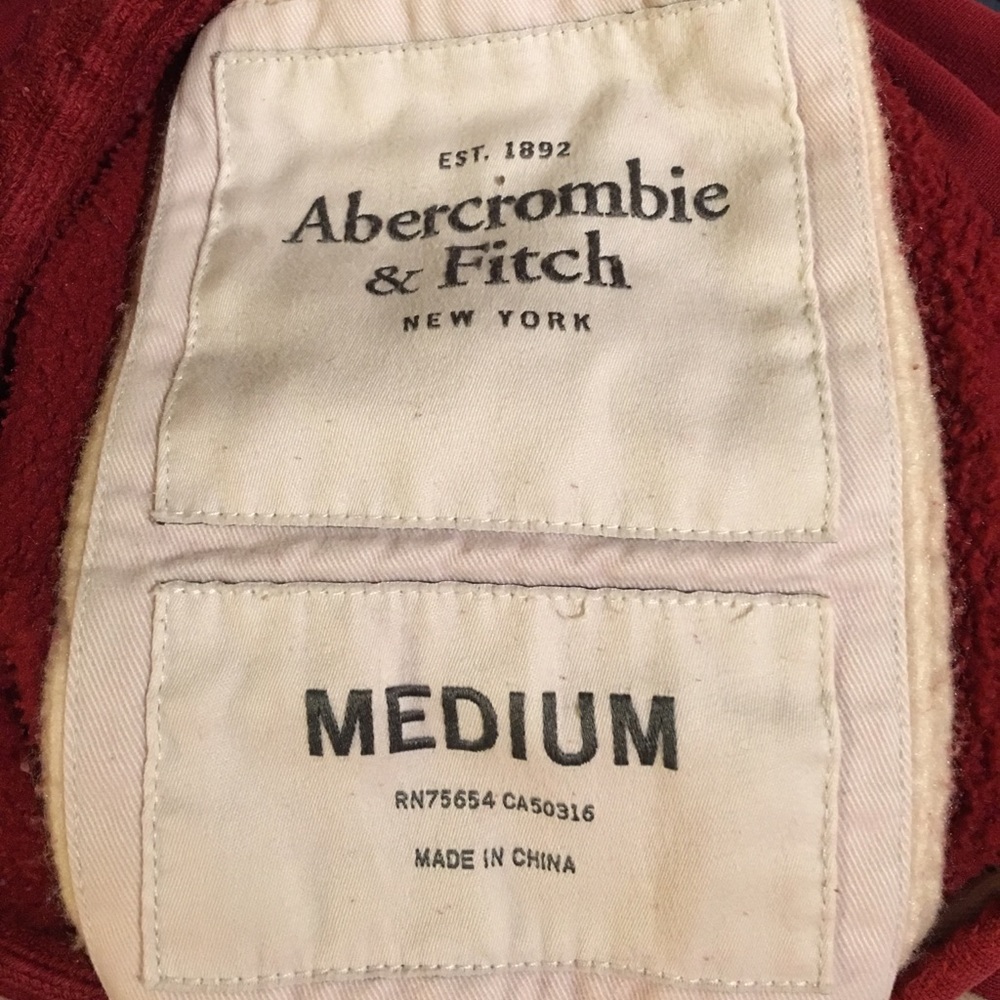 EST. 1892
Abercrombie
& Fitch
NEW YORK
MEDIUM
RN75654 CA50316
MADE IN CHINA